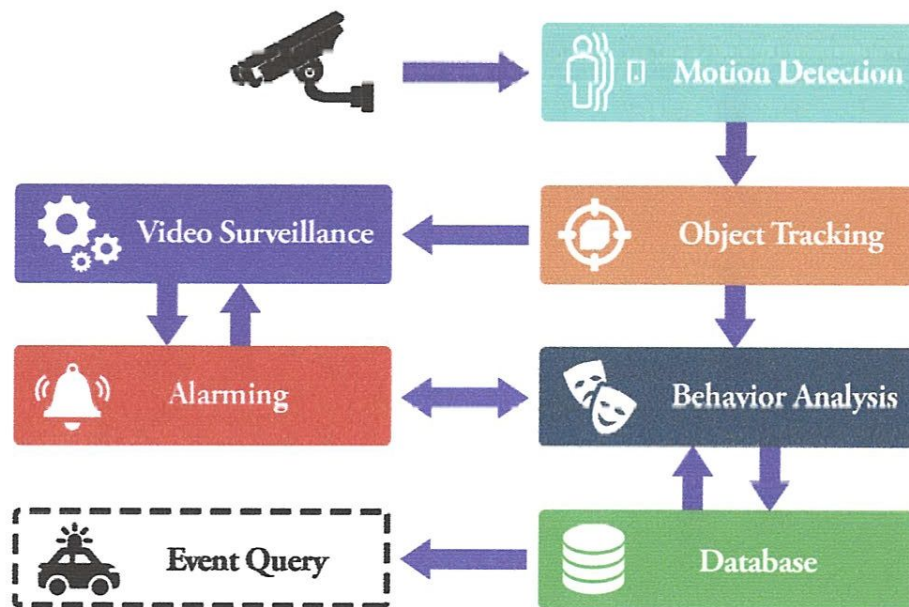 Motion Detection
Video Surveillance
Object Tracking
Alarming
Behavior Analysis
Event Query
Database